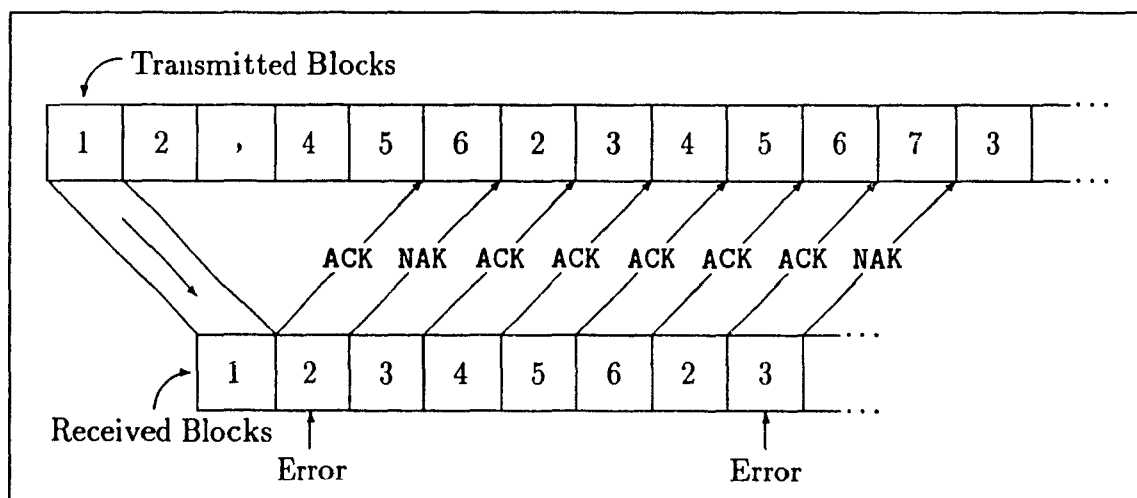 Transmitted Blocks
1 2 , 4 5 6 2 3 4 5 6 7 3 ...
ACK NAK ACK ACK ACK ACK ACK NAK
1 2 3 4 5 6 2 3
Received Blocks
Error Error